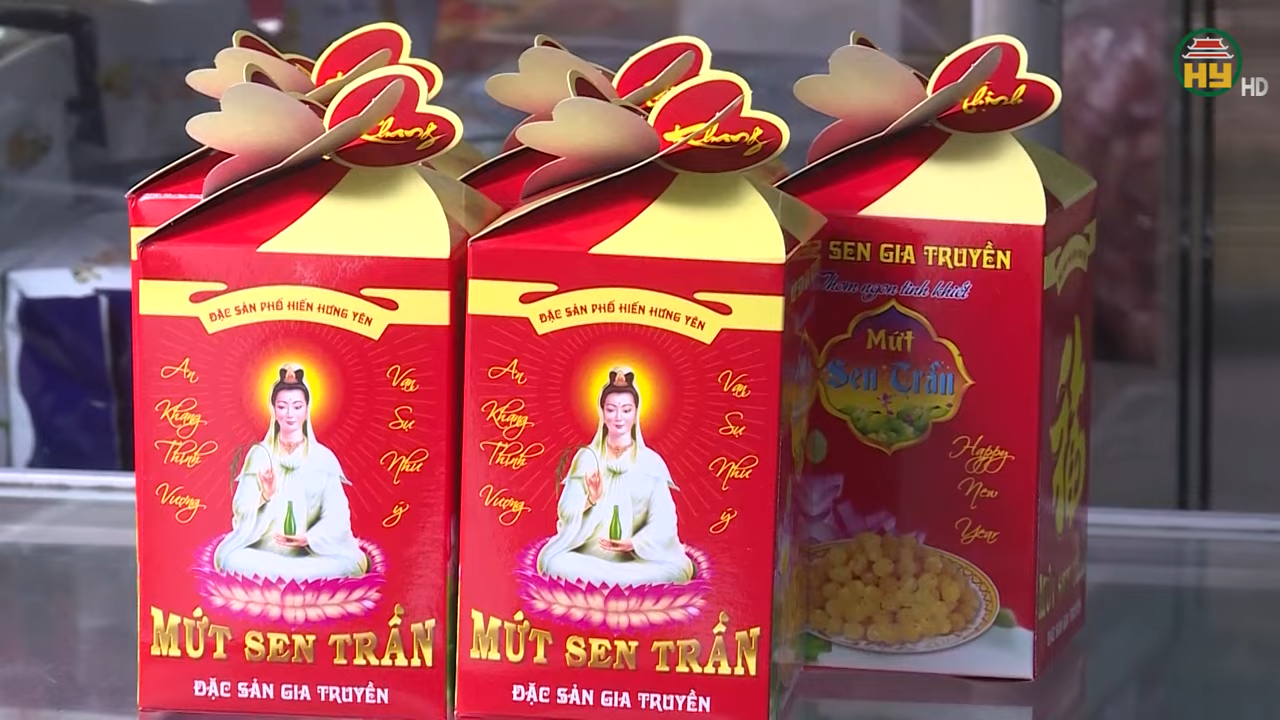 HY HD
Khang
Khang
Thịnh
ĐẶC SẢN PHỐ HIẾN HƯNG YÊN
An
Khang
Thịnh
Vượng
Vạn
Sự
Như
ý
MỨT SEN TRẦN
ĐẶC SẢN GIA TRUYỀN
ĐẶC SẢN PHỐ HIẾN HƯNG YÊN
An
Khang
Thịnh
Vượng
Vạn
Sự
Như
ý
MỨT SEN TRẦN
ĐẶC SẢN GIA TRUYỀN
SEN GIA TRUYỀN
Thơm ngon tinh khiết
Mứt
Sen Trần
Happy
New
Year